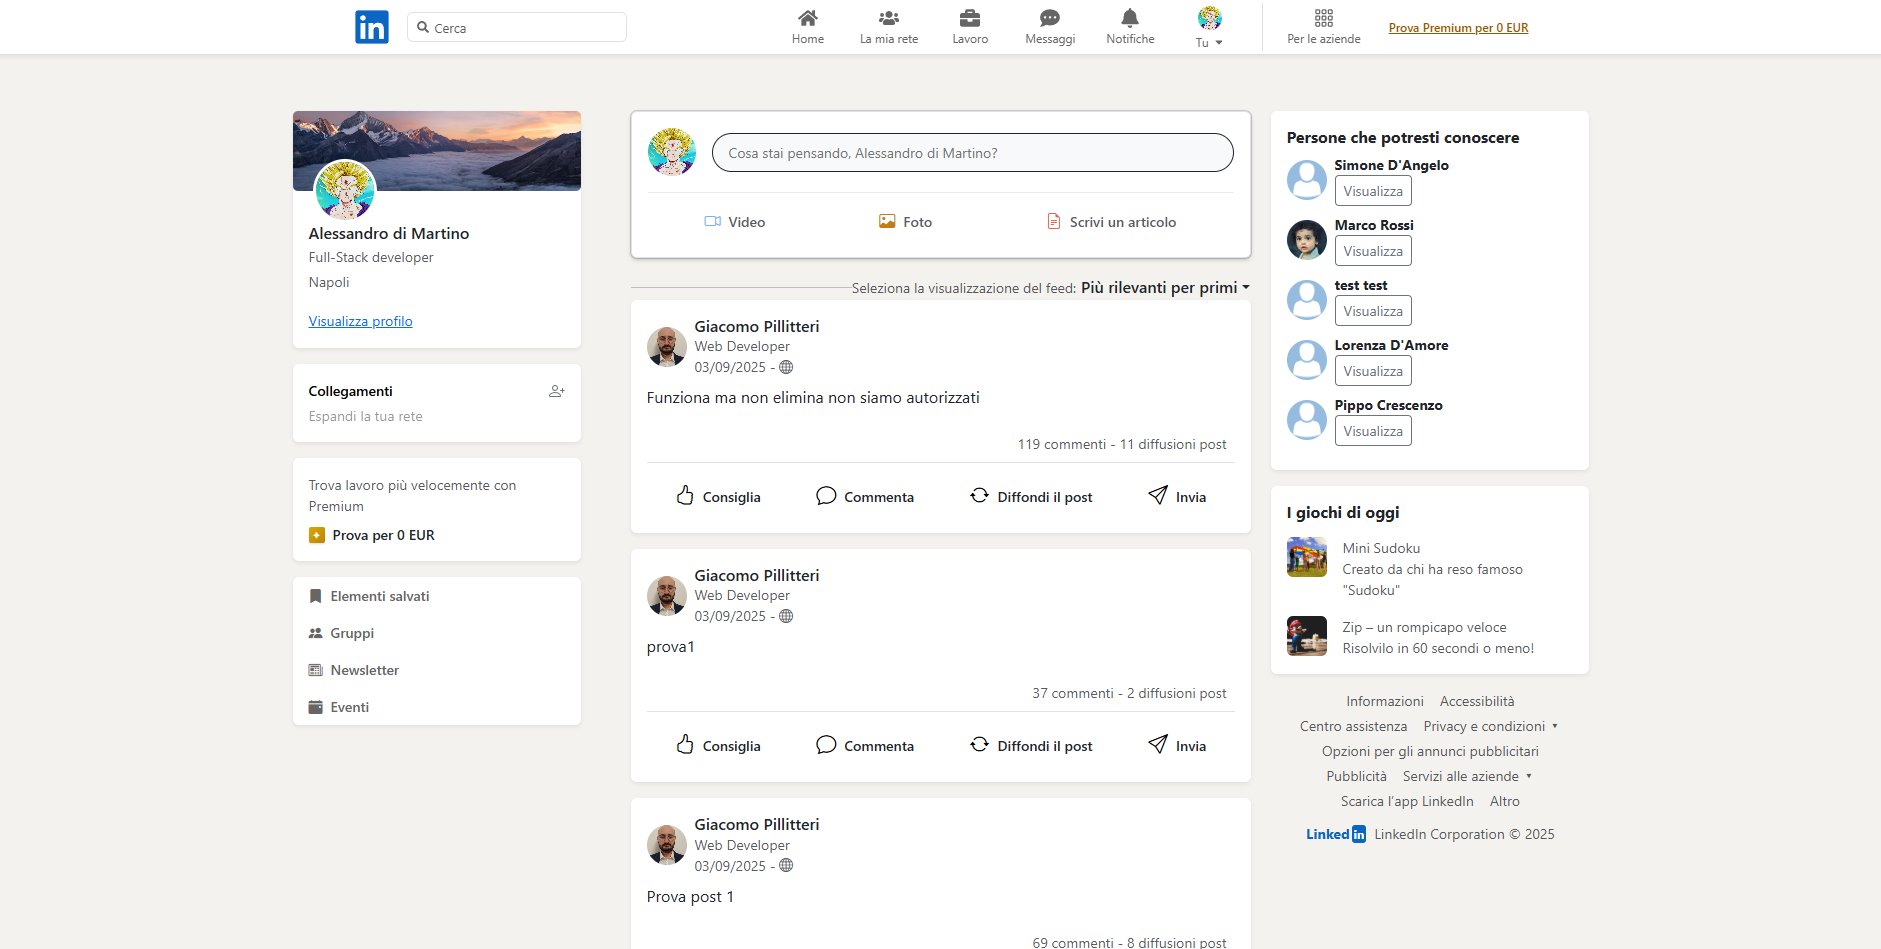 in
Cerca
Home
La mia rete
Lavoro
Messaggi
Notifiche
Tu
Per le aziende
Prova Premium per 0 EUR
Alessandro di Martino
Full-Stack developer
Napoli
Visualizza profilo
Collegamenti
Espandi la tua rete
Trova lavoro più velocemente con
Premium
Prova per 0 EUR
Elementi salvati
Gruppi
Newsletter
Eventi
Cosa stai pensando, Alessandro di Martino?
Video
Foto
Scrivi un articolo
Seleziona la visualizzazione del feed: Più rilevanti per primi
Giacomo Pillitteri
Web Developer
03/09/2025 -
Funziona ma non elimina non siamo autorizzati
119 commenti - 11 diffusioni post
Consiglia
Commenta
Diffondi il post
Invia
Giacomo Pillitteri
Web Developer
03/09/2025 -
prova1
37 commenti - 2 diffusioni post
Consiglia
Commenta
Diffondi il post
Invia
Giacomo Pillitteri
Web Developer
03/09/2025 -
Prova post 1
69 commenti - 8 diffusioni post
Persone che potresti conoscere
Simone D'Angelo
Visualizza
Marco Rossi
Visualizza
test test
Visualizza
Lorenza D'Amore
Visualizza
Pippo Crescenzo
Visualizza
I giochi di oggi
Mini Sudoku
Creato da chi ha reso famoso
"Sudoku"
Zip – un rompicapo veloce
Risolvilo in 60 secondi o meno!
Informazioni Accessibilità
Centro assistenza Privacy e condizioni
Opzioni per gli annunci pubblicitari
Pubblicità Servizi alle aziende
Scarica l'app LinkedIn Altro
Linked in LinkedIn Corporation © 2025